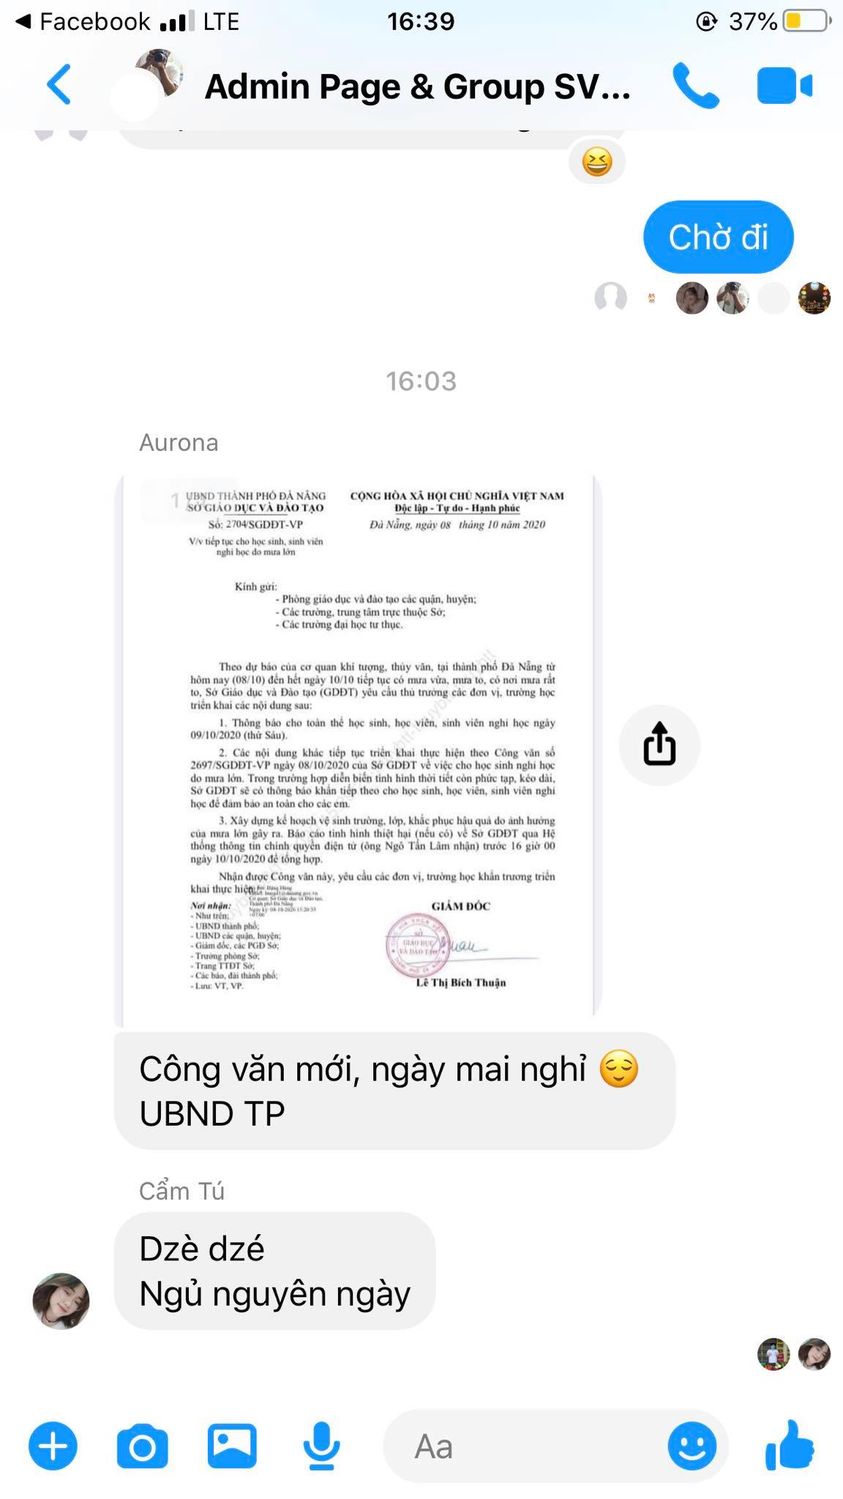 Facebook LTE 16:39 37%
Admin Page & Group SV...
Chờ đi
16:03
Aurona
UBND THÀNH PHỐ ĐÀ NẴNG
SỞ GIÁO DỤC VÀ ĐÀO TẠO
Số: 2704/SGDĐT-VP
V/v tiếp tục cho học sinh, sinh viên
nghỉ học do mưa lớn
CỘNG HÒA XÃ HỘI CHỦ NGHĨA VIỆT NAM
Độc lập - Tự do - Hạnh phúc
Đà Nẵng, ngày 08 tháng 10 năm 2020
Kính gửi:
- Phòng giáo dục và đào tạo các quận, huyện;
- Các trường, trung tâm trực thuộc Sở;
- Các trường đại học tư thục.
Theo dự báo của cơ quan khí tượng, thủy văn, tại thành phố Đà Nẵng từ
hôm nay (08/10) đến hết ngày 10/10 tiếp tục có mưa vừa, mưa to, có nơi mưa rất
to, Sở Giáo dục và Đào tạo (GDĐT) yêu cầu thủ trưởng các đơn vị, trường học
triển khai các nội dung sau:
1. Thông báo cho toàn thể học sinh, học viên, sinh viên nghỉ học ngày
09/10/2020 (thứ Sáu).
2. Các nội dung khác tiếp tục triển khai thực hiện theo Công văn số
2697/SGDĐT-VP ngày 08/10/2020 của Sở GDĐT về việc cho học sinh nghỉ học
do mưa lớn. Trong trường hợp diễn biến tình hình thời tiết còn phức tạp, kéo dài,
Sở GDĐT sẽ có thông báo khẩn tiếp theo cho học sinh, học viên, sinh viên nghỉ
học để đảm bảo an toàn cho các em.
3. Xây dựng kế hoạch vệ sinh trường, lớp, khắc phục hậu quả do ảnh hưởng
của mưa lớn gây ra. Báo cáo tình hình thiệt hại (nếu có) về Sở GDĐT qua Hệ
thống thông tin chính quyền điện tử (ông Ngô Tấn Lâm nhận) trước 16 giờ 00
ngày 10/10/2020 để tổng hợp.
Nhận được Công văn này, yêu cầu các đơn vị, trường học khẩn trương triển
khai thực hiện.
Nơi nhận:
- Như trên;
- UBND thành phố;
- UBND các quận, huyện;
- Giám đốc, các PGĐ Sở;
- Trưởng phòng Sở;
- Trang TTĐT Sở;
- Các báo, đài thành phố;
- Lưu: VT, VP.
GIÁM ĐỐC
SỞ
GIÁO DỤC
VÀ ĐÀO TẠO
Lê Thị Bích Thuận
Công văn mới, ngày mai nghỉ 😌
UBND TP
Cẩm Tú
Dzè dzé
Ngủ nguyên ngày
Aa